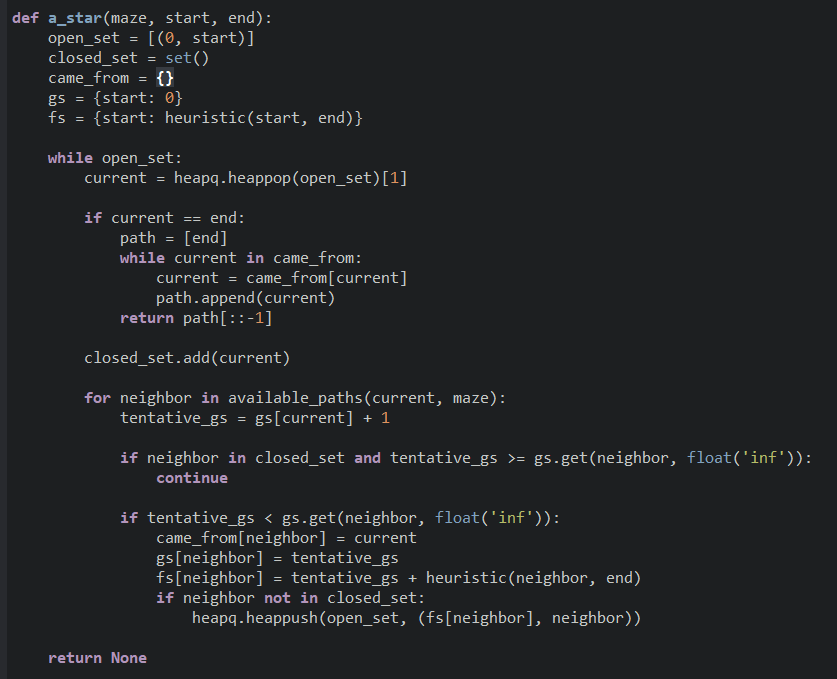 def a_star(maze, start, end):
    open_set = [(0, start)]
    closed_set = set()
    came_from = {}
    gs = {start: 0}
    fs = {start: heuristic(start, end)}

    while open_set:
        current = heapq.heappop(open_set)[1]

        if current == end:
            path = [end]
            while current in came_from:
                current = came_from[current]
                path.append(current)
            return path[::-1]

        closed_set.add(current)

        for neighbor in available_paths(current, maze):
            tentative_gs = gs[current] + 1

            if neighbor in closed_set and tentative_gs >= gs.get(neighbor, float('inf')):
                continue

            if tentative_gs < gs.get(neighbor, float('inf')):
                came_from[neighbor] = current
                gs[neighbor] = tentative_gs
                fs[neighbor] = tentative_gs + heuristic(neighbor, end)
                if neighbor not in closed_set:
                    heapq.heappush(open_set, (fs[neighbor], neighbor))

    return None